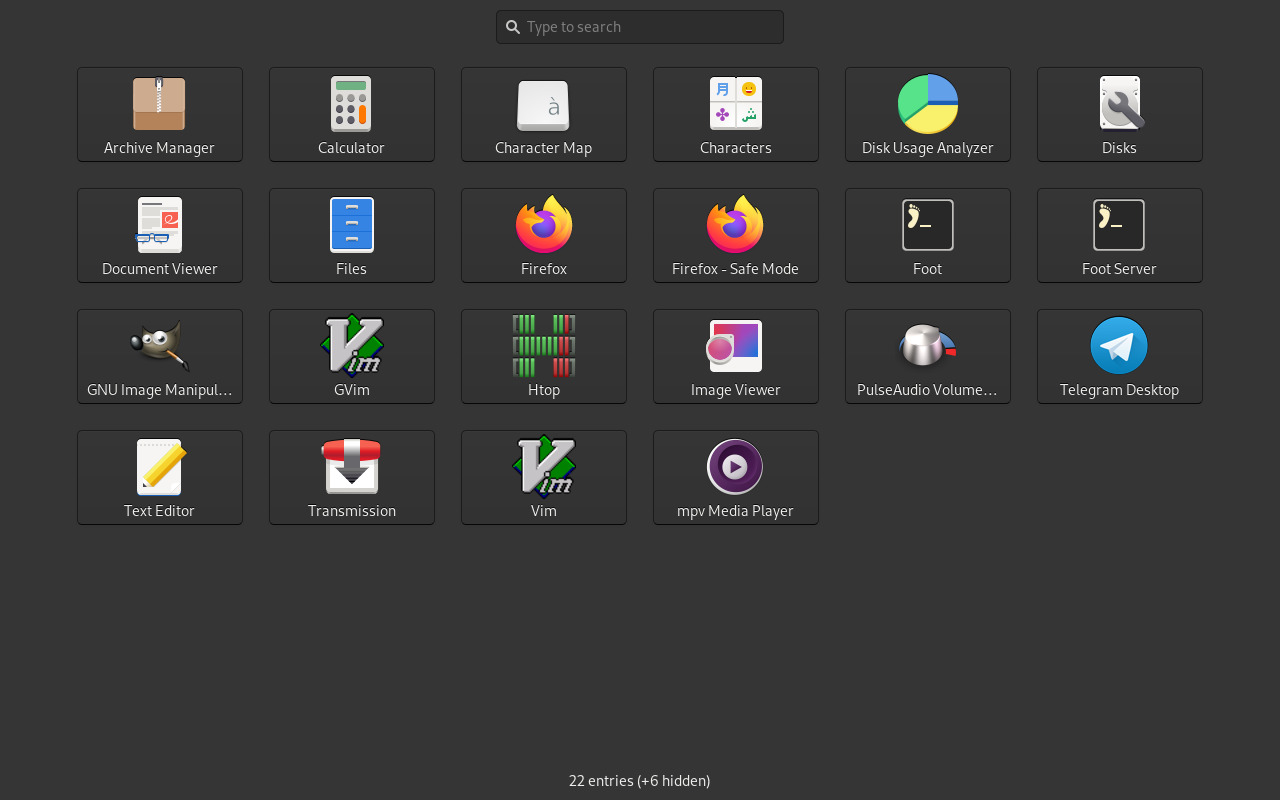 Type to search
Archive Manager
Calculator
Character Map
Characters
Disk Usage Analyzer
Disks
Document Viewer
Files
Firefox
Firefox - Safe Mode
Foot
Foot Server
GNU Image Manipul…
GVim
Htop
Image Viewer
PulseAudio Volume…
Telegram Desktop
Text Editor
Transmission
Vim
mpv Media Player
22 entries (+6 hidden)